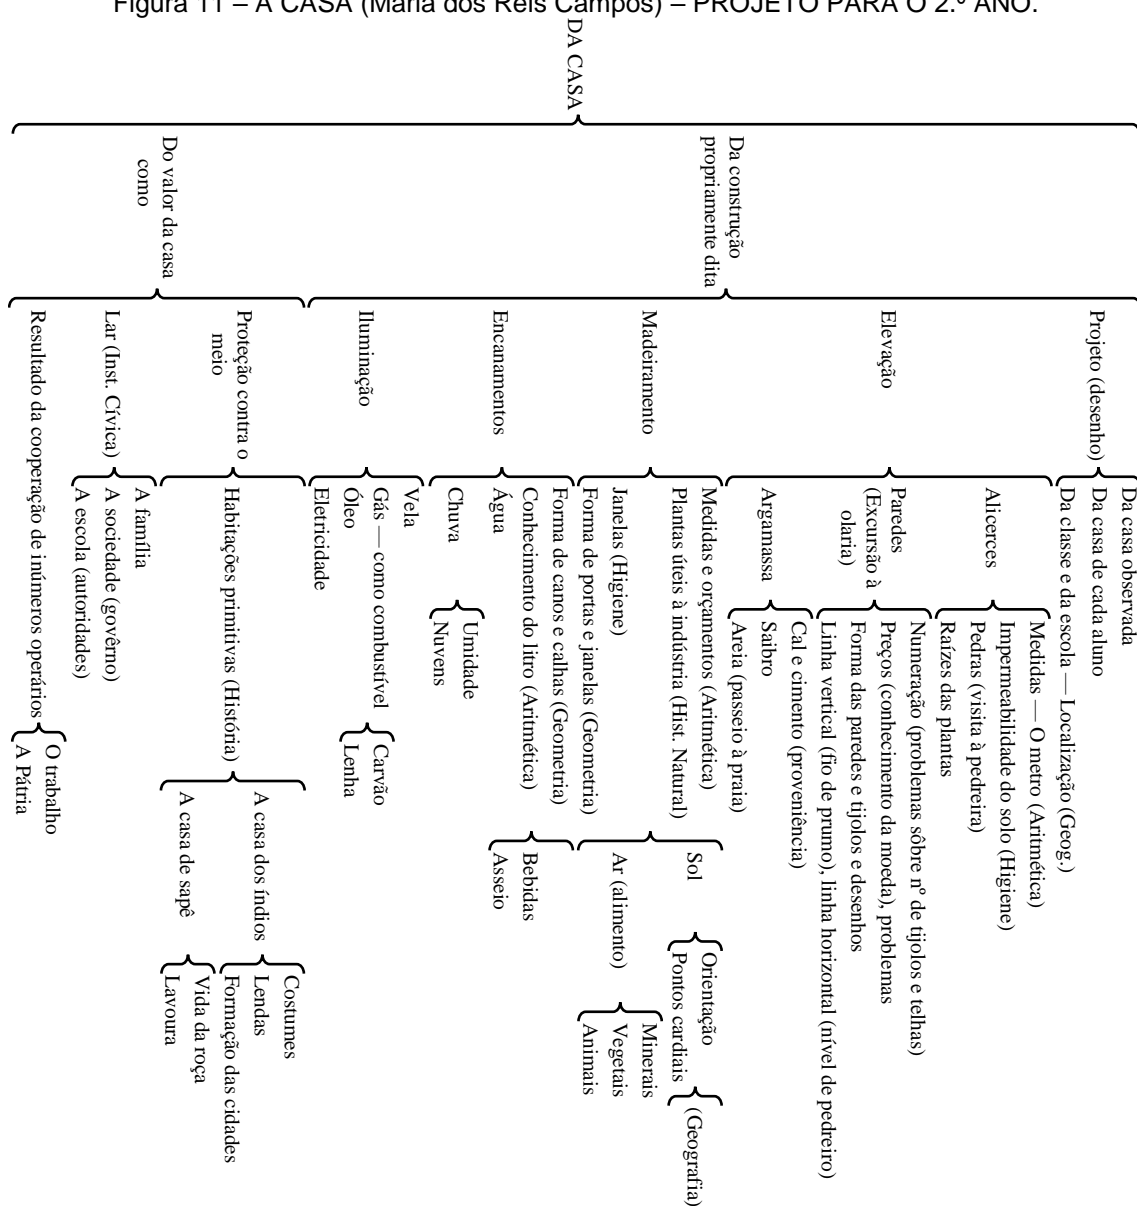 Figura 11 – A CASA (Maria dos Reis Campos) – PROJETO PARA O 2.º ANO.
DA CASA
Da construção
propriamente dita
Projeto (desenho)
Da casa observada
Da casa de cada aluno
Da classe e da escola — Localização (Geog.)
Elevação
Alicerces
Medidas — O metro (Aritmética)
Impermeabilidade do solo (Higiene)
Pedras (visita à pedreira)
Raízes das plantas
Paredes
(Excursão à
olaria)
Numeração (problemas sôbre nº de tijolos e telhas)
Preços (conhecimento da moeda), problemas
Forma das paredes e tijolos e desenhos
Linha vertical (fio de prumo), linha horizontal (nível de pedreiro)
Argamassa
Cal e cimento (proveniência)
Saibro
Areia (passeio à praia)
Madeiramento
Medidas e orçamentos (Aritmética)
Plantas úteis à indústria (Hist. Natural)
Janelas (Higiene)
Forma de portas e janelas (Geometria)
Sol
Orientação
Pontos cardiais
(Geografia)
Ar (alimento)
Minerais
Vegetais
Animais
Encanamentos
Forma de canos e calhas (Geometria)
Conhecimento do litro (Aritmética)
Água
Bebidas
Asseio
Chuva
Umidade
Nuvens
Iluminação
Vela
Gás — como combustível
Óleo
Eletricidade
Carvão
Lenha
Do valor da casa
como
Proteção contra o
meio
Habitações primitivas (História)
A casa dos índios
Costumes
Lendas
Formação das cidades
A casa de sapê
Vida da roça
Lavoura
Lar (Inst. Cívica)
A família
A sociedade (govêrno)
A escola (autoridades)
Resultado da cooperação de inúmeros operários
O trabalho
A Pátria